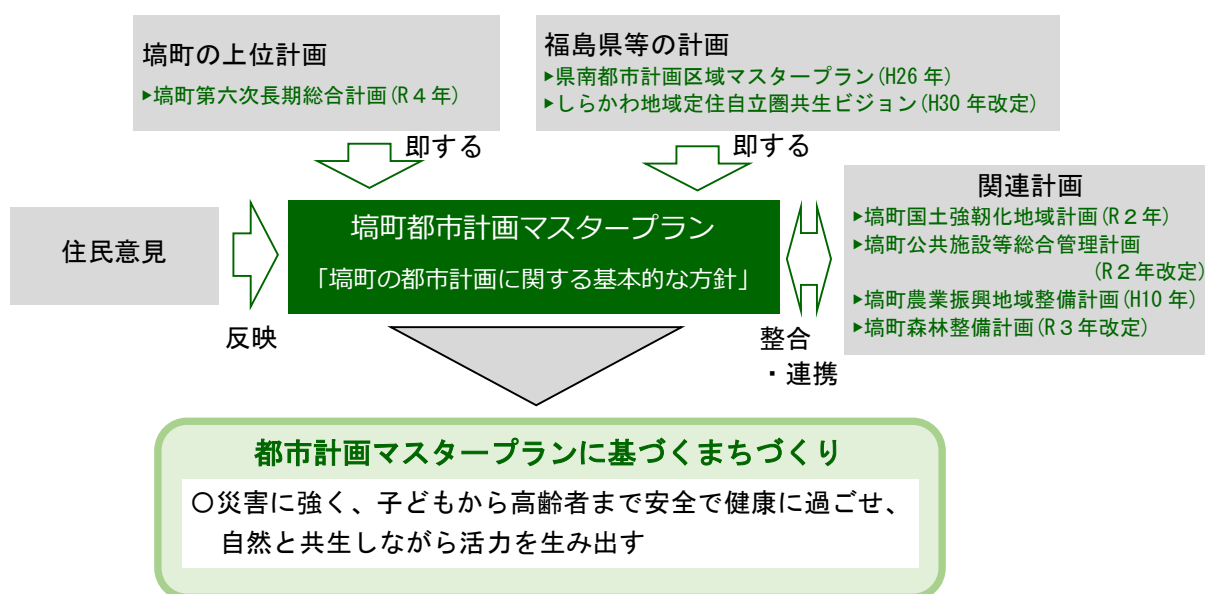 塙町の上位計画
▶塙町第六次長期総合計画(R4年)
福島県等の計画
▶県南都市計画区域マスタープラン(H26年)
▶しらかわ地域定住自立圏共生ビジョン(H30年改定)
即する
即する
住民意見
反映
塙町都市計画マスタープラン
「塙町の都市計画に関する基本的な方針」
整合
・連携
関連計画
▶塙町国土強靭化地域計画(R2年)
▶塙町公共施設等総合管理計画
(R2年改定)
▶塙町農業振興地域整備計画(H10年)
▶塙町森林整備計画(R3年改定)
都市計画マスタープランに基づくまちづくり
〇災害に強く、子どもから高齢者まで安全で健康に過ごせ、
自然と共生しながら活力を生み出す